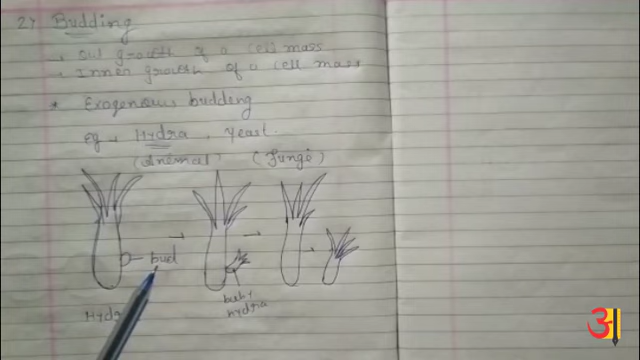 2) Budding
→ Out growth of a cell mass
→ Inner growth of a cell mass
* Exogenous budding
eg → Hydra, Yeast.
(Animal) (Fungi)
bud
baby
hydra
Hydr
अ